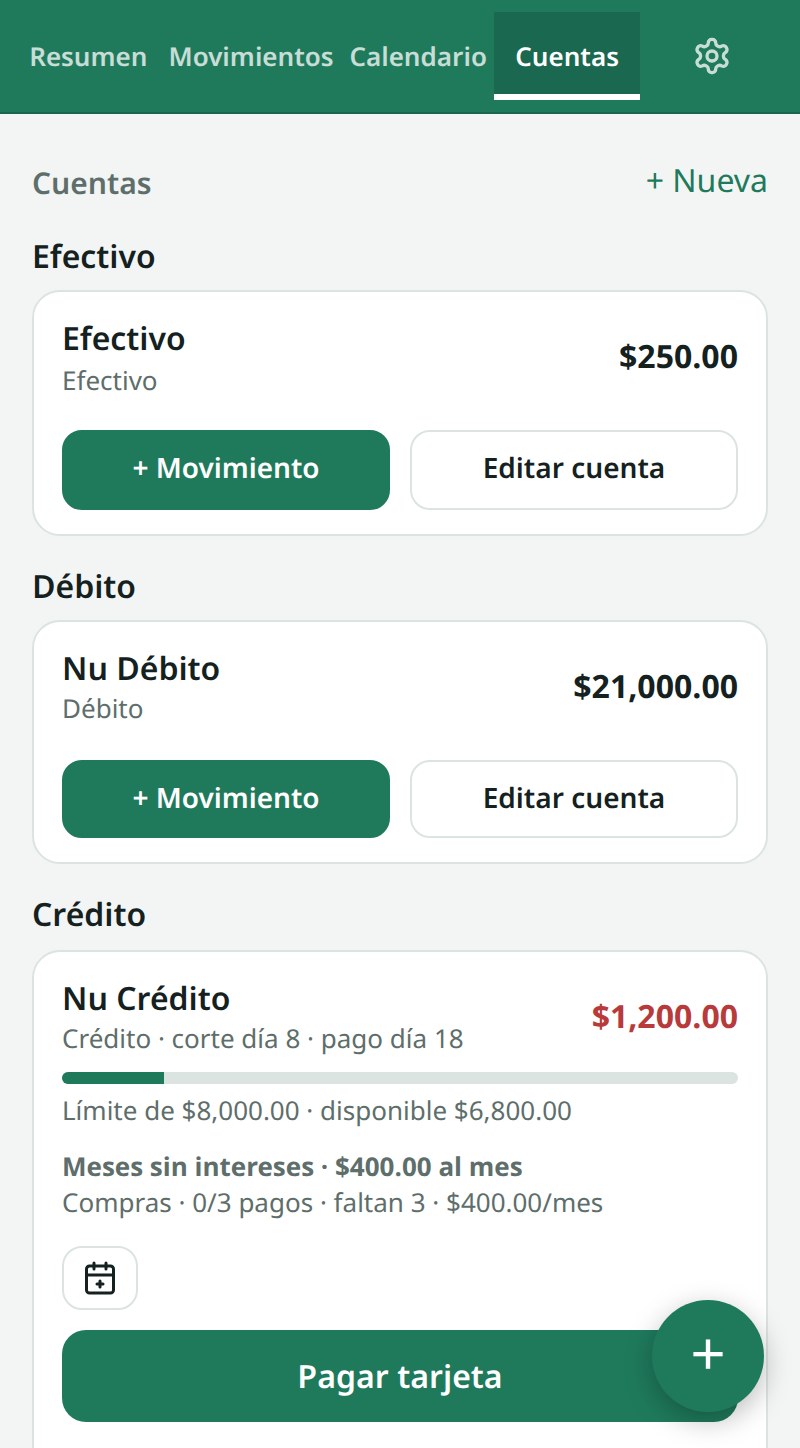 Resumen Movimientos Calendario Cuentas
Cuentas + Nueva
Efectivo
Efectivo
Efectivo
$250.00
+ Movimiento Editar cuenta
Débito
Nu Débito
Débito
$21,000.00
+ Movimiento Editar cuenta
Crédito
Nu Crédito
Crédito · corte día 8 · pago día 18
$1,200.00
Límite de $8,000.00 · disponible $6,800.00
Meses sin intereses · $400.00 al mes
Compras · 0/3 pagos · faltan 3 · $400.00/mes
Pagar tarjeta
+